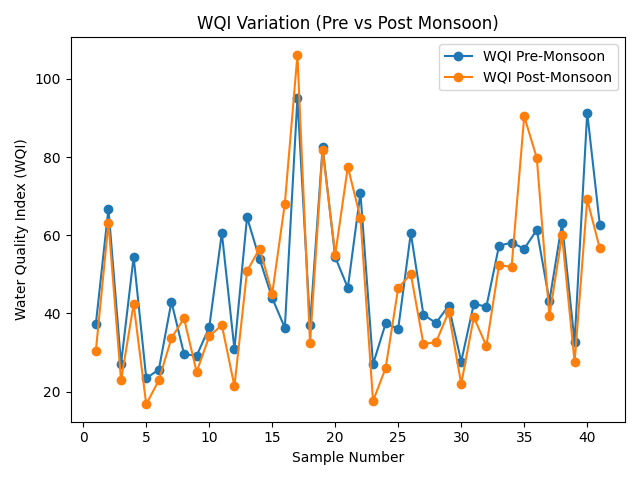 WQI Variation (Pre vs Post Monsoon)
WQI Pre-Monsoon
WQI Post-Monsoon
Water Quality Index (WQI)
100
80
60
40
20
0 5 10 15 20 25 30 35 40
Sample Number